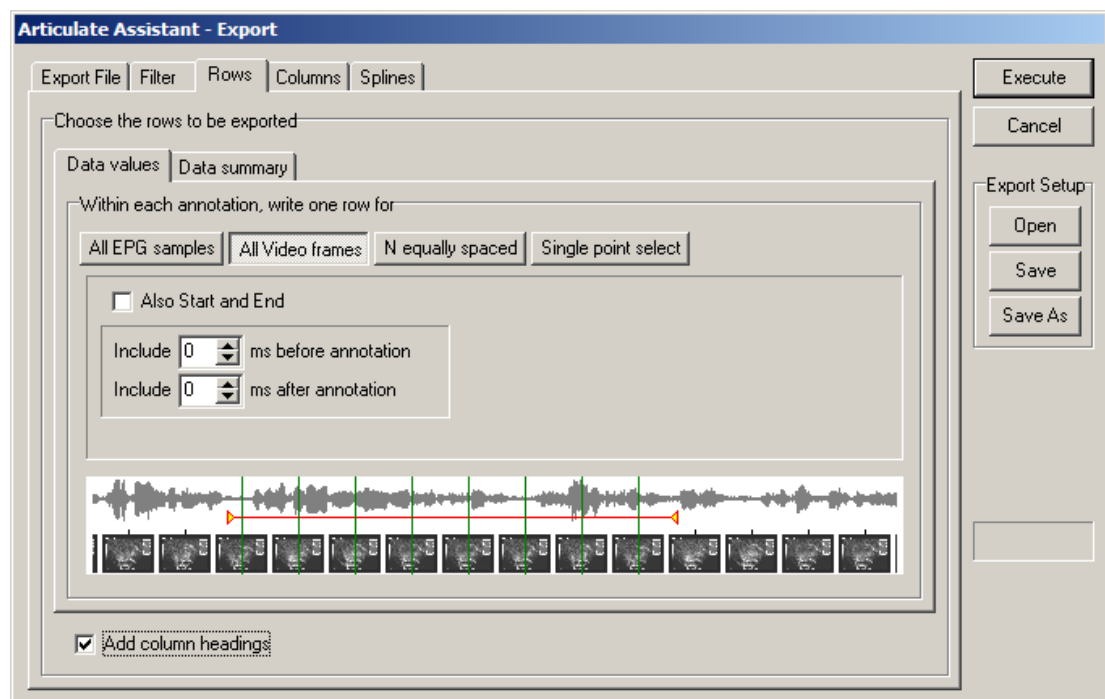 Articulate Assistant - Export
Export File Filter Rows Columns Splines
Execute
Cancel
Choose the rows to be exported
Data values Data summary
Within each annotation, write one row for
All EPG samples All Video frames N equally spaced Single point select
Also Start and End
Include 0 ms before annotation
Include 0 ms after annotation
Add column headings
Export Setup
Open
Save
Save As